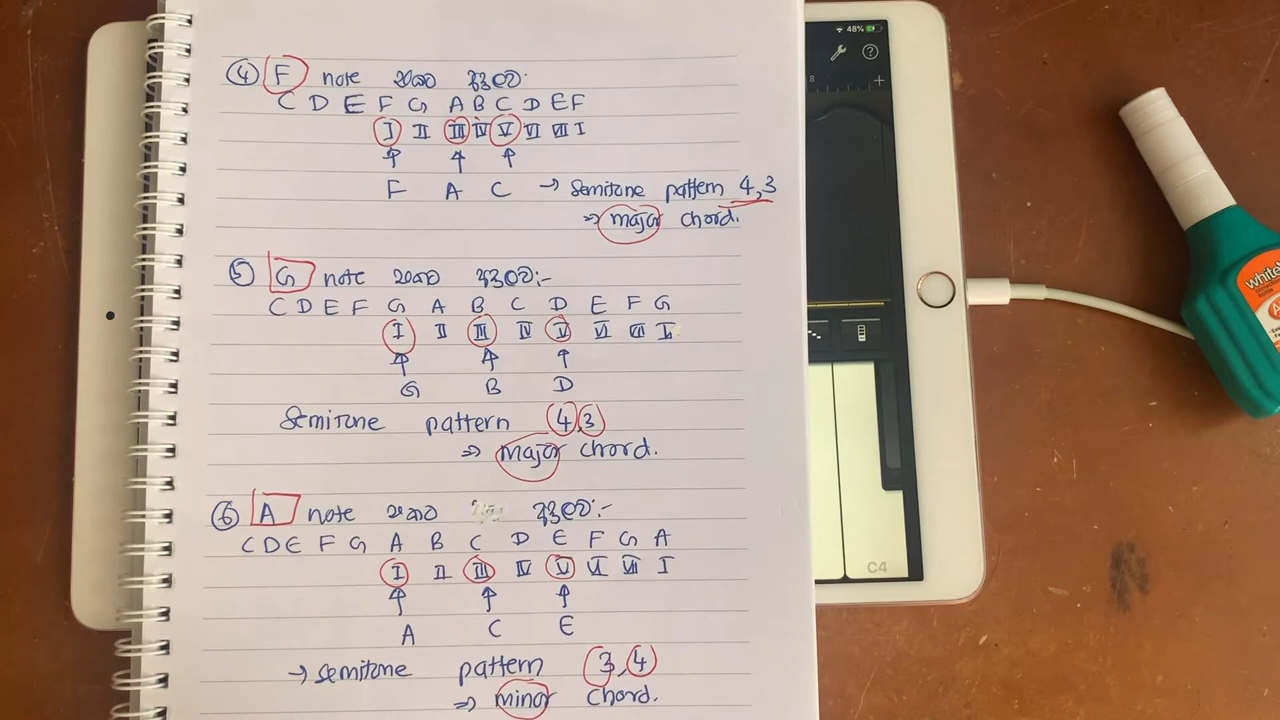 ④ F note
C D E F G A B C D E F
I II III IV V VI VII I
↑ ↑ ↑
F A C → semitone pattern 4,3
⇒ major chord.
⑤ G note
C D E F G A B C D E F G
I II III IV V VI VII I
↑ ↑ ↑
G B D
Semitone pattern 4,3
⇒ major chord.
⑥ A note
C D E F G A B C D E F G A
I II III IV V VI VII I
↑ ↑ ↑
A C E
→ semitone pattern 3,4
⇒ minor chord.
48%
8
C4